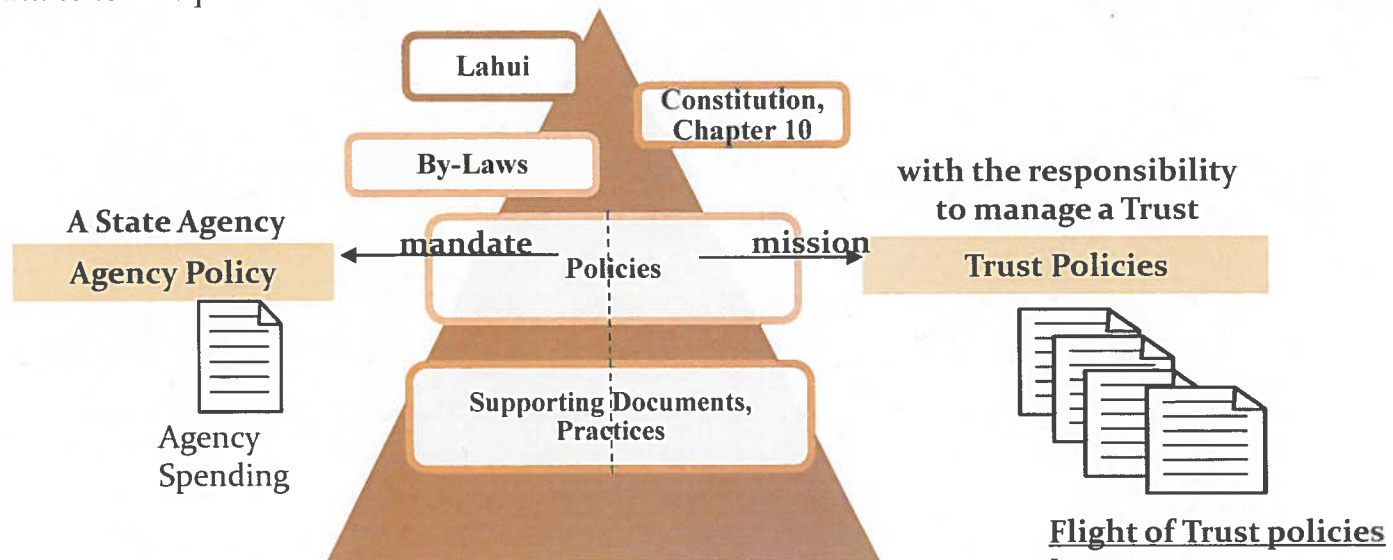 Lahui
Constitution,
Chapter 10
By-Laws
with the responsibility
to manage a Trust
A State Agency
mandate
mission
Agency Policy
Policies
Trust Policies
Supporting Documents,
Practices
Agency
Spending
Flight of Trust policies